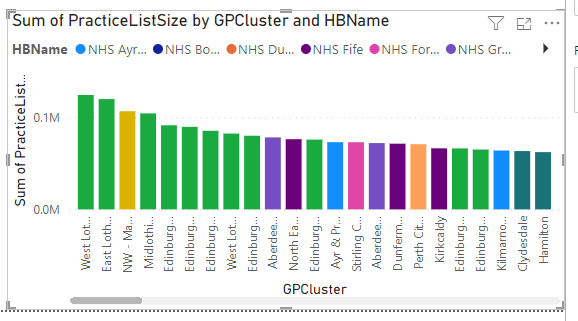 Sum of PracticeListSize by GPCluster and HBName
HBName NHS Ayr... NHS Bo... NHS Du... NHS Fife NHS For... NHS Gr...
Sum of PracticeList...
0.1M
0.0M
West Lot...
East Loth...
NW - Ma...
Midlothi...
Edinburg...
Edinburg...
Edinburg...
West Lot...
Edinburg...
Aberdee...
North Ea...
Edinburg...
Ayr & Pr...
Stirling C...
Aberdee...
Dunferm...
Perth Cit...
Kirkcaldy
Edinburg...
Edinburg...
Kilmarno...
Clydesdale
Hamilton
GPCluster